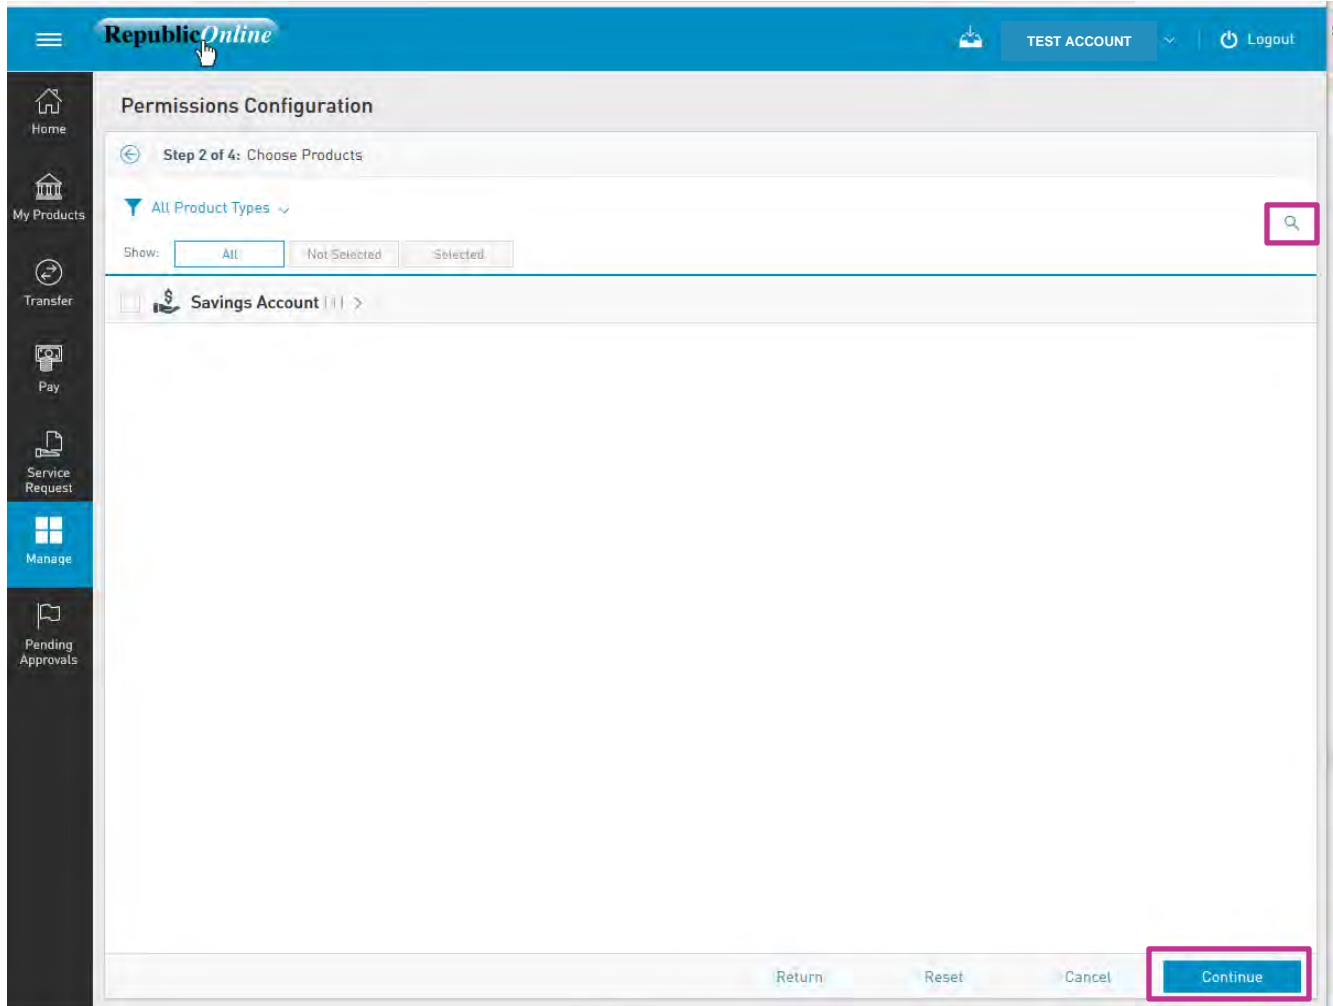 RepublicOnline
TEST ACCOUNT
Logout
Home
My Products
Transfer
Pay
Service
Request
Manage
Pending
Approvals
Permissions Configuration
Step 2 of 4: Choose Products
All Product Types
Show: All Not Selected Selected
Savings Account
Return Reset Cancel Continue